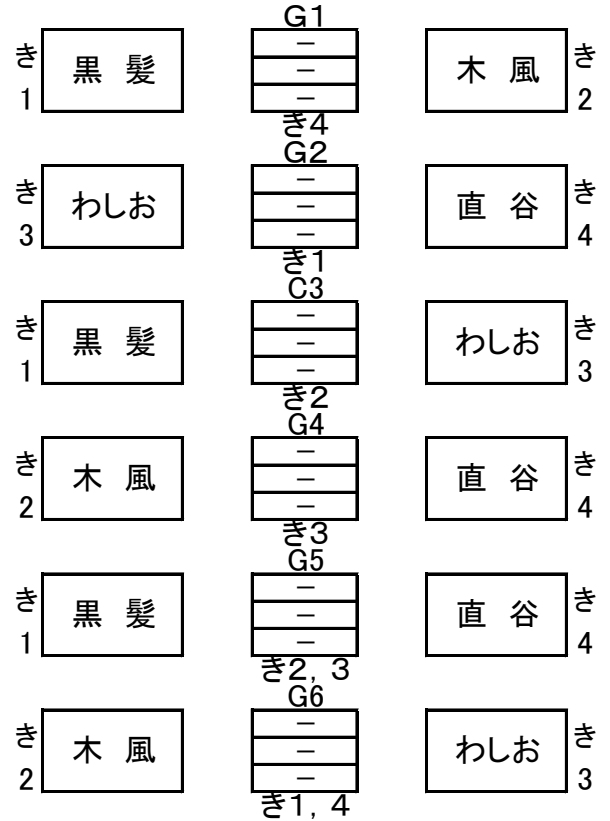 G1
き1 黒 髪 － 木 風 き2
－
－
き4
G2
き3 わしお － 直 谷 き4
－
－
き1
C3
き1 黒 髪 － わしお き3
－
－
き2
G4
き2 木 風 － 直 谷 き4
－
－
き3
G5
き1 黒 髪 － 直 谷 き4
－
－
き2, 3
G6
き2 木 風 － わしお き3
－
－
き1, 4